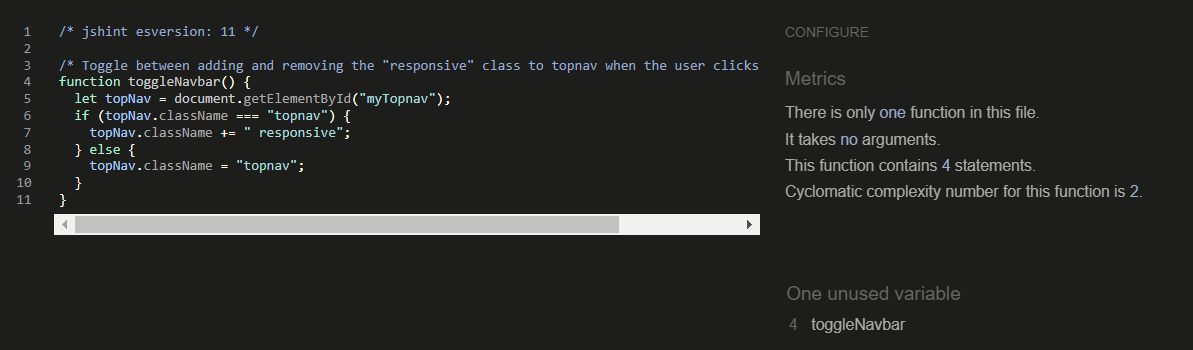 1 /* jshint esversion: 11 */
2
3 /* Toggle between adding and removing the "responsive" class to topnav when the user clicks
4 function toggleNavbar() {
5   let topNav = document.getElementById("myTopnav");
6   if (topNav.className === "topnav") {
7     topNav.className += " responsive";
8   } else {
9     topNav.className = "topnav";
10   }
11 }
CONFIGURE
Metrics
There is only one function in this file.
It takes no arguments.
This function contains 4 statements.
Cyclomatic complexity number for this function is 2.
One unused variable
4 toggleNavbar